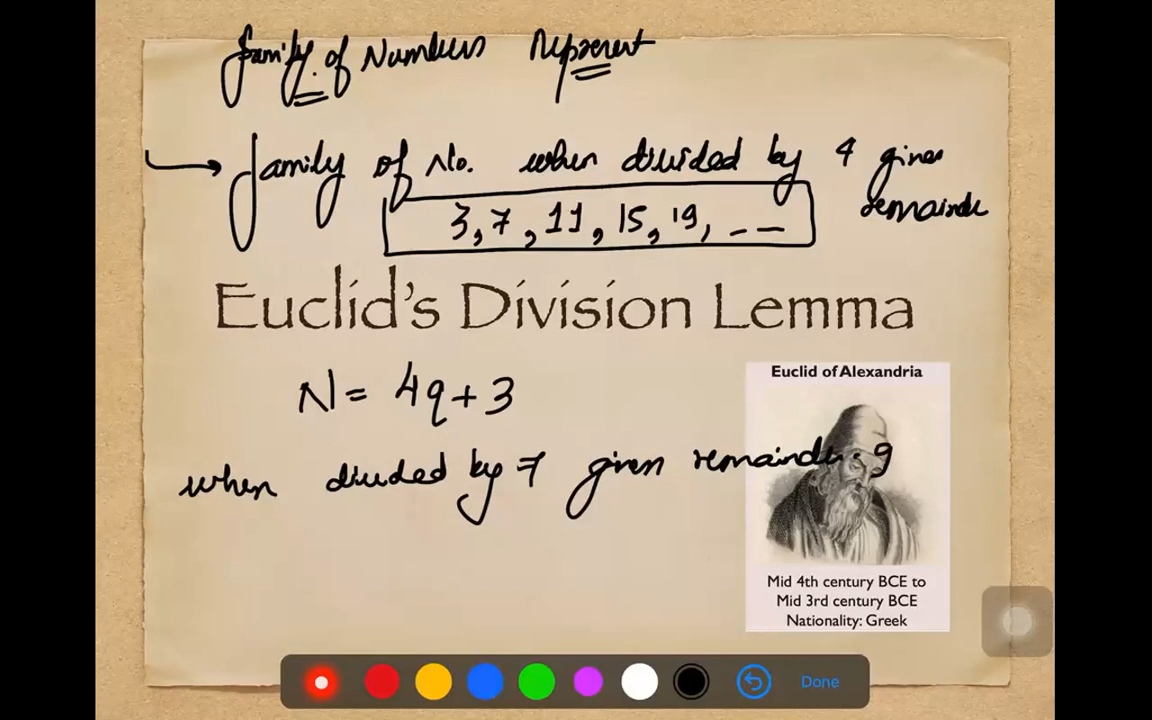 family of Numbers Represent
family of No. when divided by 4 gives
remainde
3, 7, 11, 15, 19, _ _
Euclid's Division Lemma
N = 4q + 3
Euclid of Alexandria
when divided by 7 given remainder 9
Mid 4th century BCE to
Mid 3rd century BCE
Nationality: Greek
Done